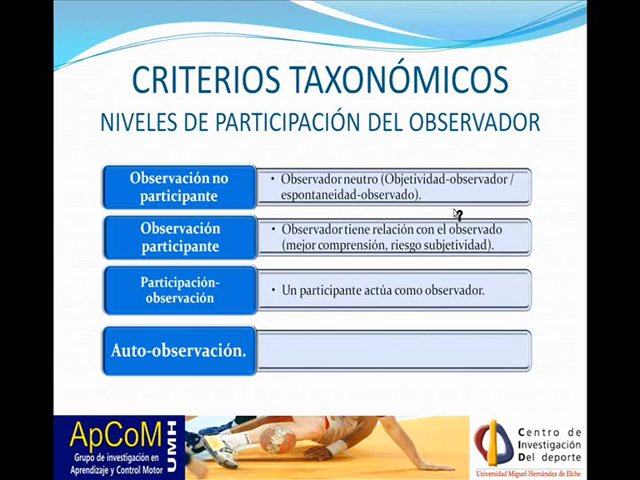 CRITERIOS TAXONÓMICOS
NIVELES DE PARTICIPACIÓN DEL OBSERVADOR
Observación no
participante
• Observador neutro (Objetividad-observador /
espontaneidad-observado).
Observación
participante
• Observador tiene relación con el observado
(mejor comprensión, riesgo subjetividad).
Participación-
observación
• Un participante actúa como observador.
Auto-observación.
ApCoM
UMH
Grupo de investigación en
Aprendizaje y Control Motor
Centro de
Investigación
Del deporte
Universidad Miguel Hernández de Elche